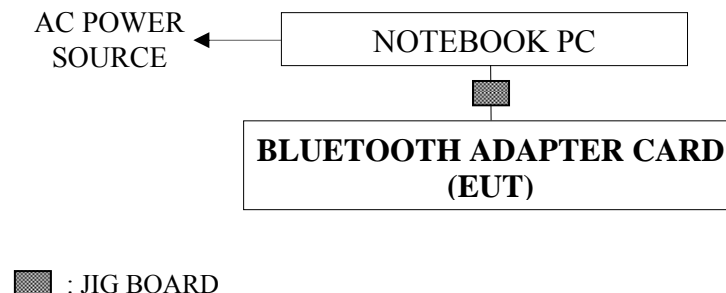 AC POWER
SOURCE
NOTEBOOK PC
BLUETOOTH ADAPTER CARD
(EUT)
: JIG BOARD